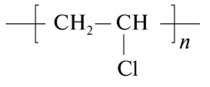 —[ CH₂—CH ]—n
Cl